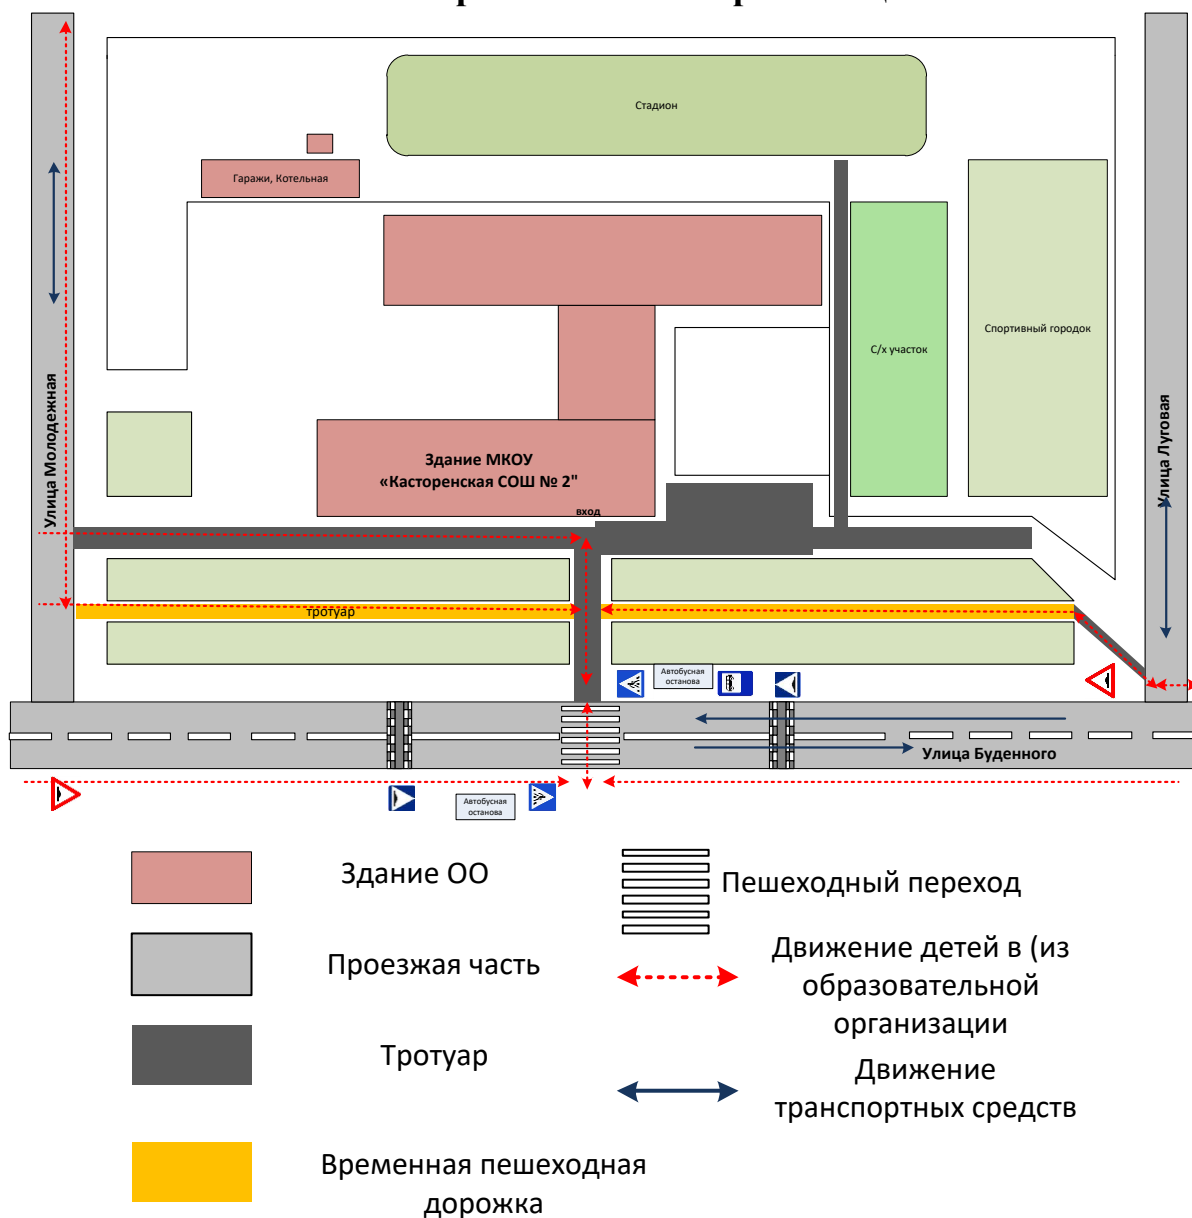 Стадион
Гаражи, Котельная
Спортивный городок
С/х участок
Улица Молодежная
Улица Луговая
Здание МКОУ
«Касторенская СОШ № 2"
вход
тротуар
Автобусная
останова
Улица Буденного
Автобусная
останова
Здание ОО
Пешеходный переход
Проезжая часть
Движение детей в (из
образовательной
организации
Тротуар
Движение
транспортных средств
Временная пешеходная
дорожка